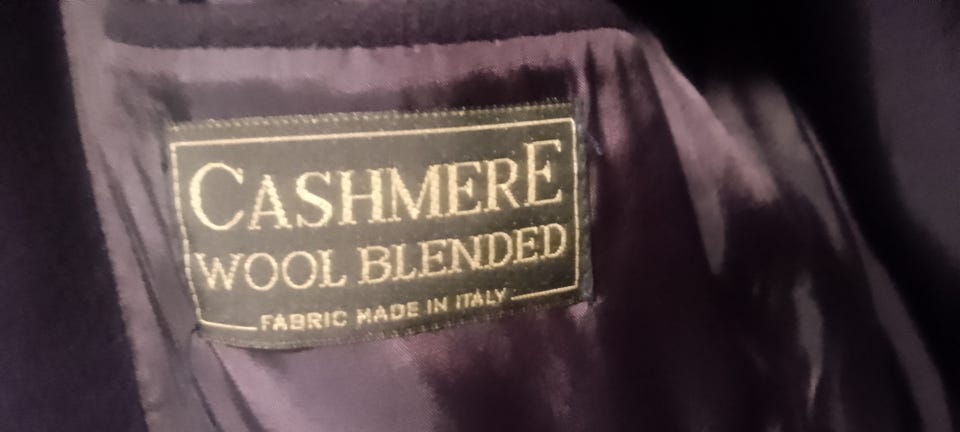 CASHMERE
WOOL BLENDED
FABRIC MADE IN ITALY